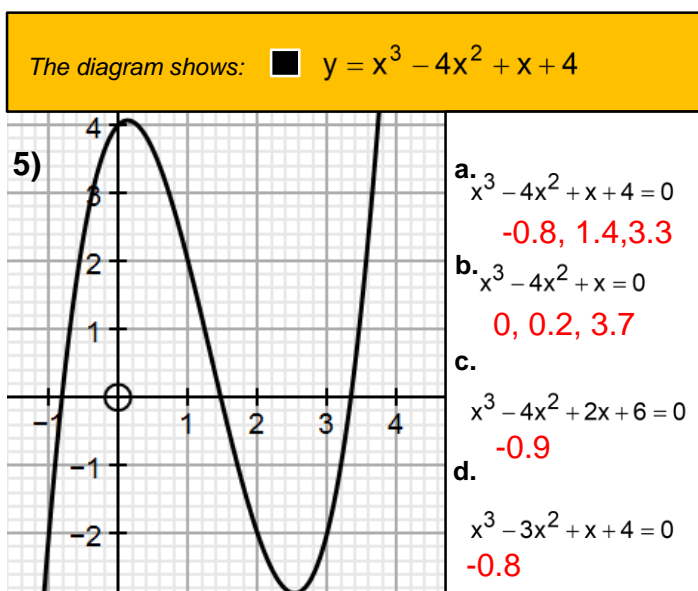 The diagram shows: y = x³ − 4x² + x + 4
5)
4
3
2
1
−1
−2
−1
1
2
3
4
a.
x³ − 4x² + x + 4 = 0
-0.8, 1.4,3.3
b.
x³ − 4x² + x = 0
0, 0.2, 3.7
c.
x³ − 4x² + 2x + 6 = 0
-0.9
d.
x³ − 3x² + x + 4 = 0
-0.8